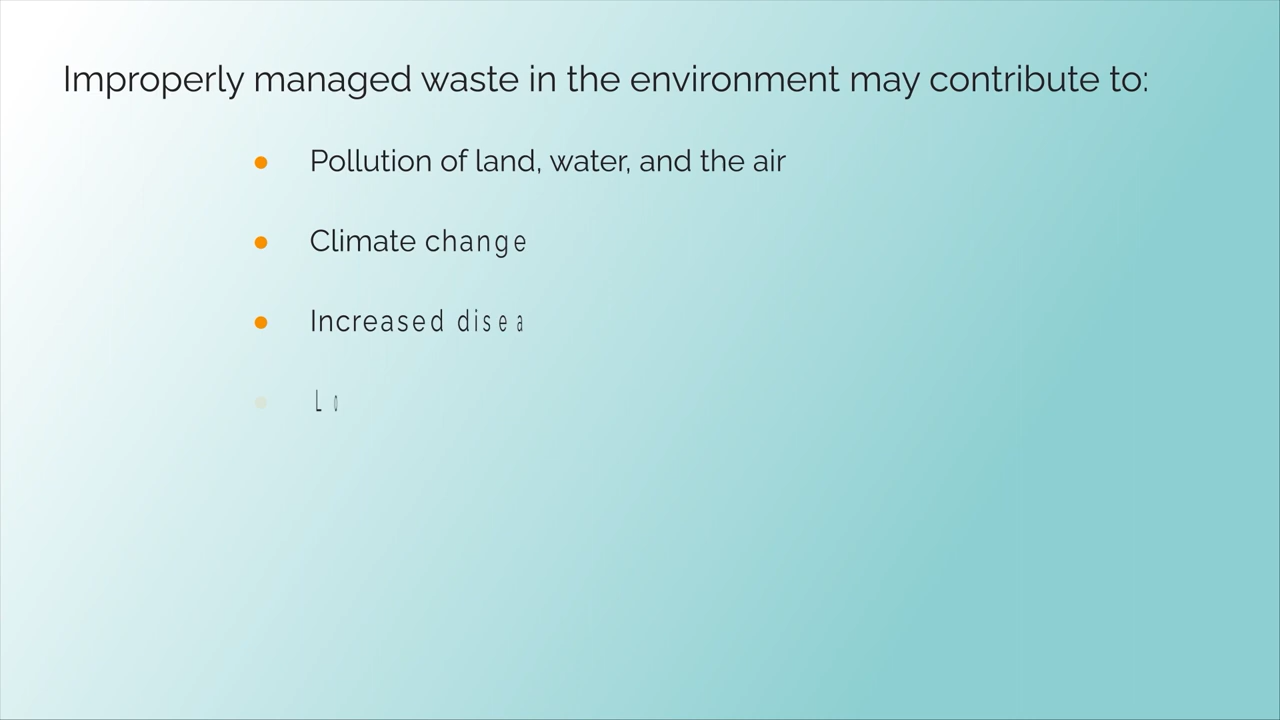 Improperly managed waste in the environment may contribute to:
● Pollution of land, water, and the air
● Climate change
● Increased disea
● Lo